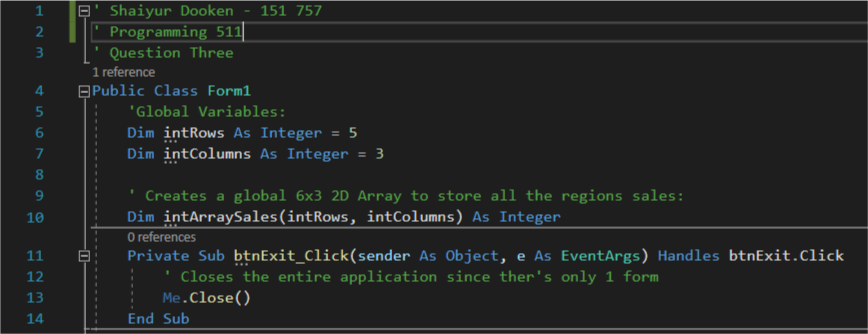 1 ' Shaiyur Dooken - 151 757
2 ' Programming 511
3 ' Question Three
1 reference
4 Public Class Form1
5 'Global Variables:
6 Dim intRows As Integer = 5
7 Dim intColumns As Integer = 3
8
9 ' Creates a global 6x3 2D Array to store all the regions sales:
10 Dim intArraySales(intRows, intColumns) As Integer
0 references
11 Private Sub btnExit_Click(sender As Object, e As EventArgs) Handles btnExit.Click
12 ' Closes the entire application since ther's only 1 form
13 Me.Close()
14 End Sub